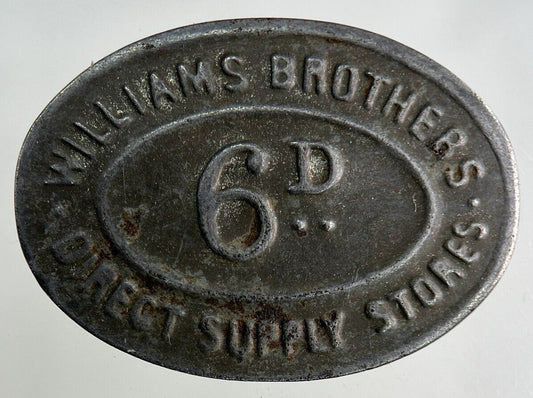 WILLIAMS BROTHERS
6D
DIRECT SUPPLY STORES